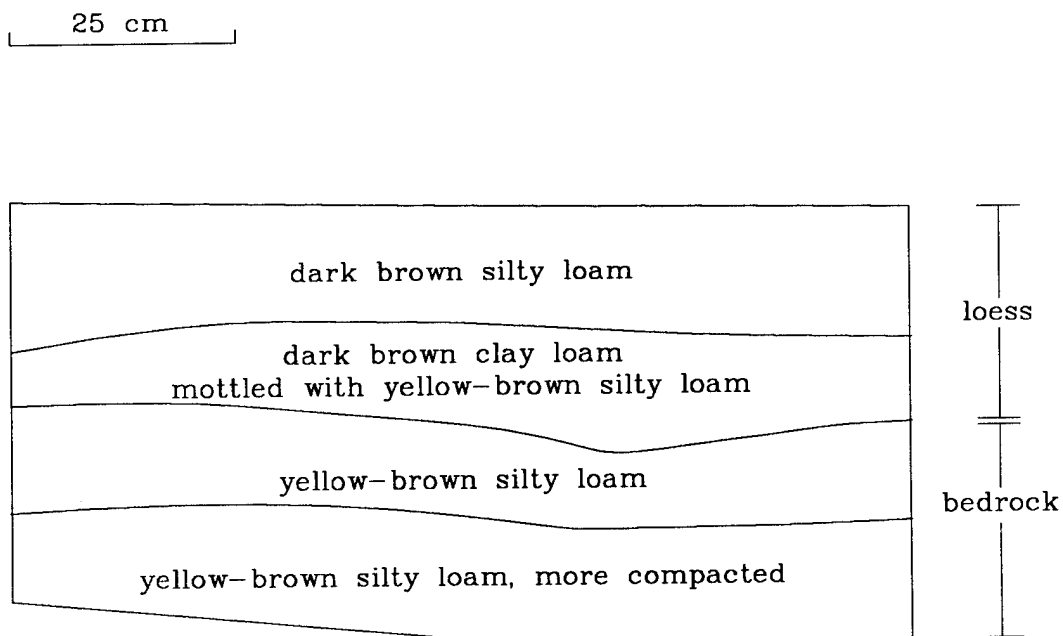 25 cm
dark brown silty loam
loess
dark brown clay loam
mottled with yellow-brown silty loam
yellow-brown silty loam
bedrock
yellow-brown silty loam, more compacted